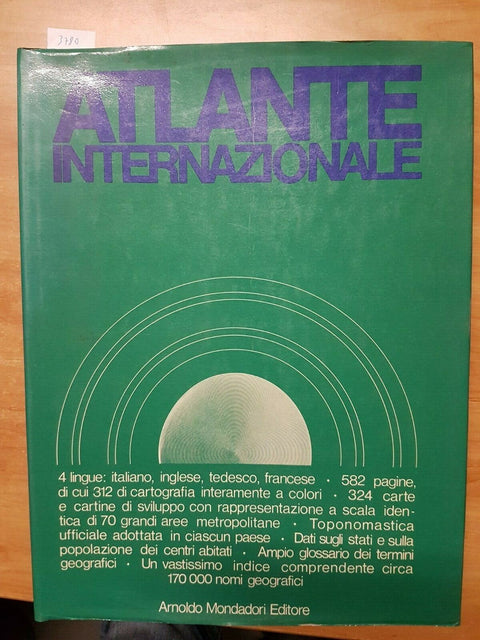 3790
ATLANTE
INTERNAZIONALE
4 lingue: italiano, inglese, tedesco, francese · 582 pagine,
di cui 312 di cartografia interamente a colori · 324 carte
e cartine di sviluppo con rappresentazione a scala iden-
tica di 70 grandi aree metropolitane · Toponomastica
ufficiale adottata in ciascun paese · Dati sugli stati e sulla
popolazione dei centri abitati · Ampio glossario dei termini
geografici · Un vastissimo indice comprendente circa
170 000 nomi geografici
Arnoldo Mondadori Editore